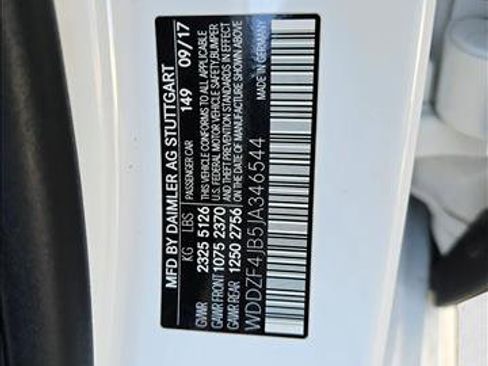 MFD BY DAIMLER AG STUTTGART
PASSENGER CAR 149 09/17
KG LBS
GVWR 2325 5126
GAWR FRONT 1075 2370
GAWR REAR 1250 2756
THIS VEHICLE CONFORMS TO ALL APPLICABLE
U.S. FEDERAL MOTOR VEHICLE SAFETY, BUMPER
AND THEFT PREVENTION STANDARDS IN EFFECT
ON THE DATE OF MANUFACTURE SHOWN ABOVE
WDDZF4JB5JA346544
GERMANY